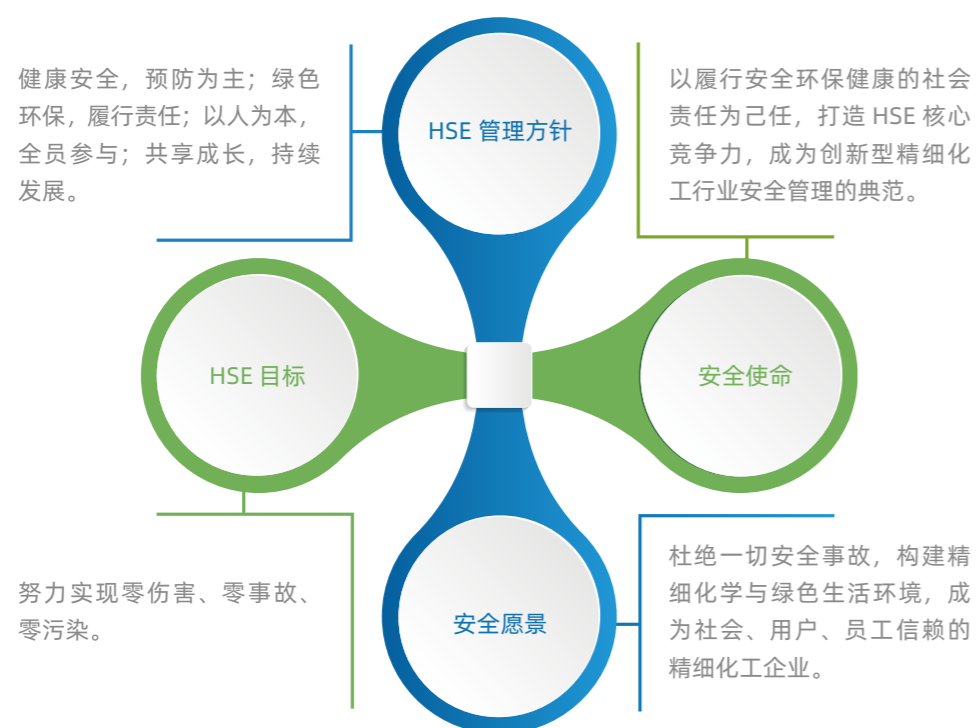 健康安全，预防为主；绿色
环保，履行责任；以人为本，
全员参与；共享成长，持续
发展。
HSE 管理方针
以履行安全环保健康的社会
责任为己任，打造 HSE 核心
竞争力，成为创新型精细化
工行业安全管理的典范。
HSE 目标
安全使命
努力实现零伤害、零事故、
零污染。
安全愿景
杜绝一切安全事故，构建精
细化学与绿色生活环境，成
为社会、用户、员工信赖的
精细化工企业。